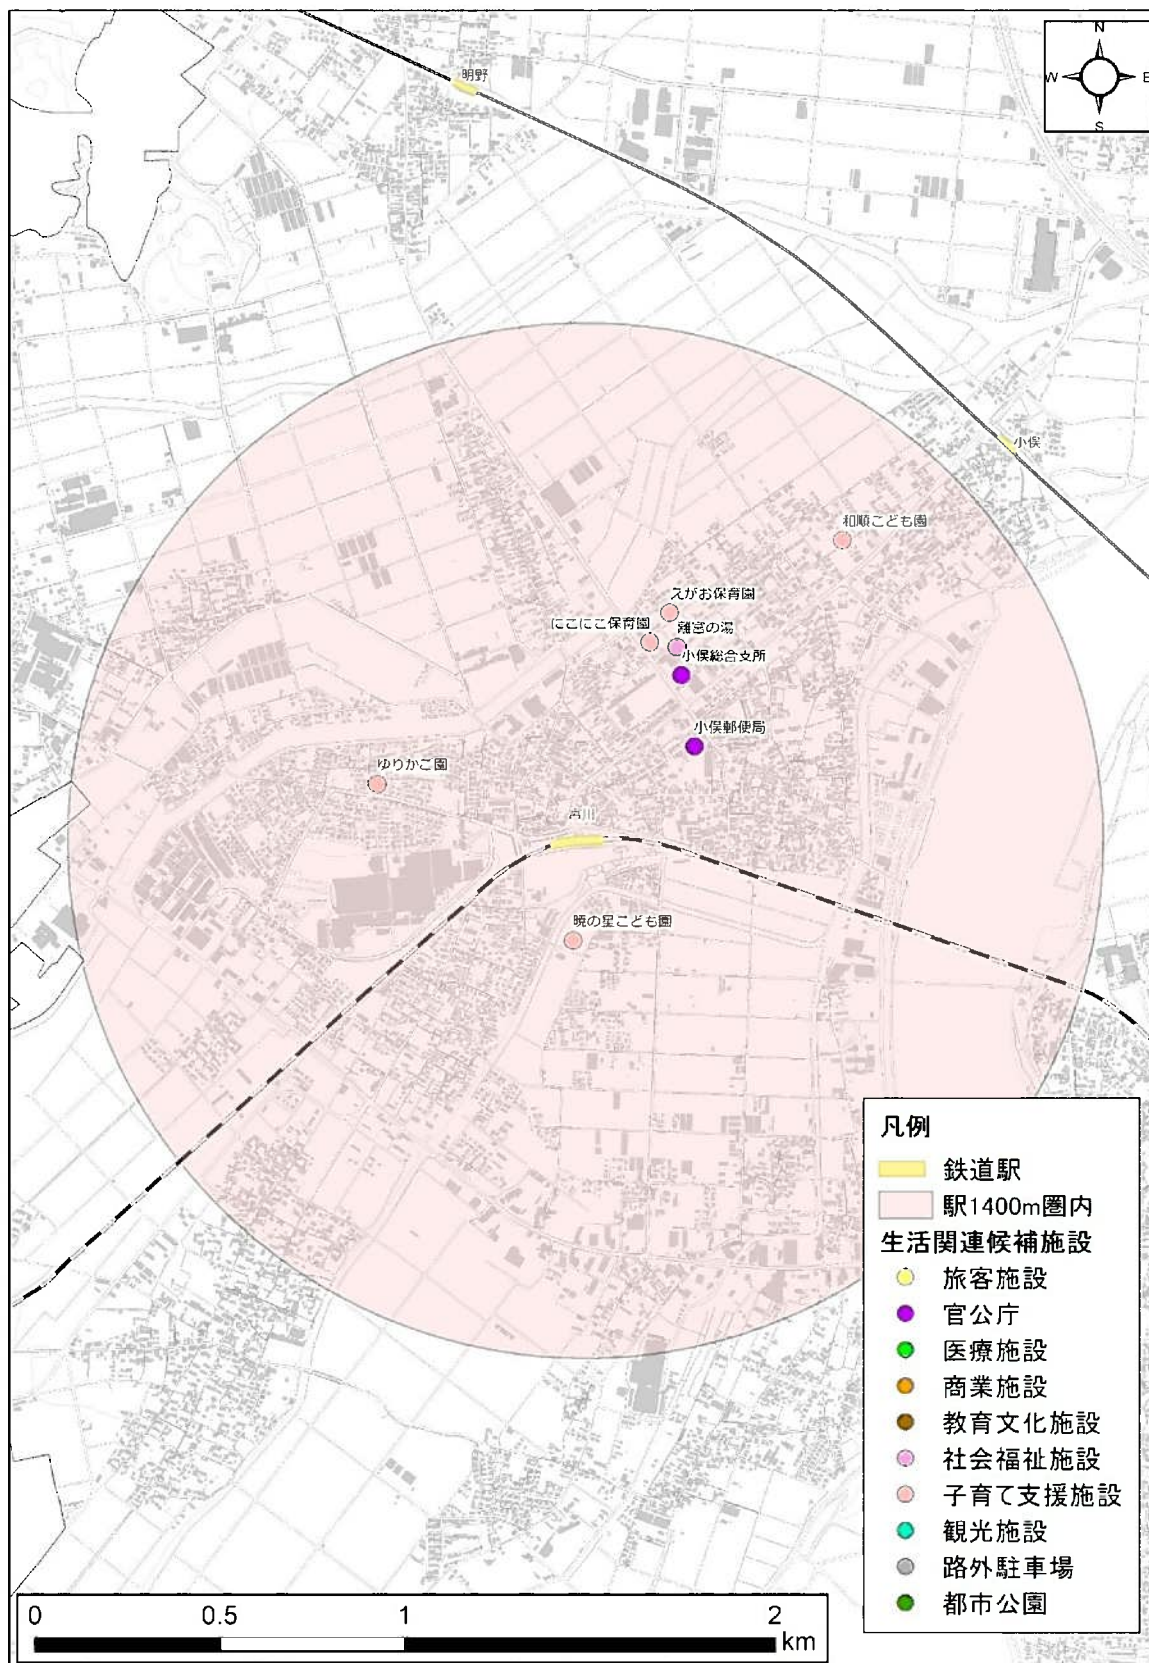 N
W
E
S
明野
小俣
和順こども園
えがお保育園
にこにこ保育園
離宮の湯
小俣総合支所
小俣郵便局
ゆりかご園
宮川
暁の星こども園
凡例
鉄道駅
駅1400m圏内
生活関連候補施設
旅客施設
官公庁
医療施設
商業施設
教育文化施設
社会福祉施設
子育て支援施設
観光施設
路外駐車場
都市公園
0 0.5 1 2
km